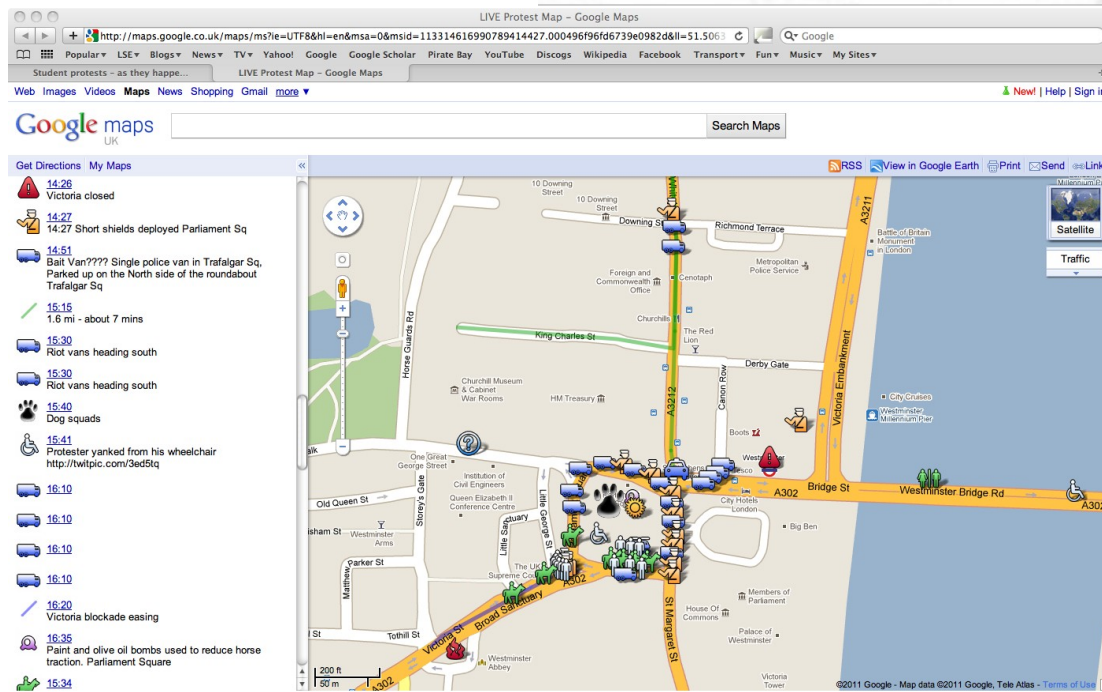 LIVE Protest Map – Google Maps
http://maps.google.co.uk/maps/ms?ie=UTF8&hl=en&msa=0&msid=113314616990789414427.000496f96fd6739e0982d&ll=51.5063
Google
Popular LSE Blogs News TV Yahoo! Google Google Scholar Pirate Bay YouTube Discogs Wikipedia Facebook Transport Fun Music My Sites
Student protests – as they happe...
LIVE Protest Map – Google Maps
Web Images Videos Maps News Shopping Gmail more
New! | Help | Sign in
Google maps
UK
Search Maps
Get Directions My Maps
RSS View in Google Earth Print Send Link
14:26
Victoria closed
14:27
14:27 Short shields deployed Parliament Sq
14:51
Bait Van???? Single police van in Trafalgar Sq,
Parked up on the North side of the roundabout
Trafalgar Sq
15:15
1.6 mi - about 7 mins
15:30
Riot vans heading south
15:30
Riot vans heading south
15:40
Dog squads
15:41
Protester yanked from his wheelchair
http://twitpic.com/3ed5tq
16:10
16:10
16:10
16:10
16:20
Victoria blockade easing
16:35
Paint and olive oil bombs used to reduce horse
traction. Parliament Square
15:34
10 Downing
Street
10 Downing
Street
Downing St
Richmond Terrace
A3211
Battle of Britain
Monument
in London
Satellite
Traffic
Metropolitan
Police Service
Foreign and
Commonwealth
Office
Cenotaph
Horse Guards Rd
King Charles St
The Red
Lion
Derby Gate
Victoria Embankment
Churchill Museum
& Cabinet
War Rooms
HM Treasury
A3212
Canon Row
City Cruises
Westminster
Millennium Pier
Boots
One Great
George Street
Institution of
Civil Engineers
Queen Elizabeth II
Conference Centre
Old Queen St
Storey's Gate
Little George St
Little Sanctuary
A302
Bridge St
Westminster Bridge Rd
A302
City Hotels
London
Big Ben
Westminster
Arms
Matthew Parker St
A302
Broad Sanctuary
Victoria St
Tothill St
St Margaret St
Members of
Parliament
House Of
Commons
Palace of
Westminster
Westminster
Abbey
Victoria
Tower
A302
200 ft
50 m
©2011 Google - Map data ©2011 Google, Tele Atlas - Terms of Use